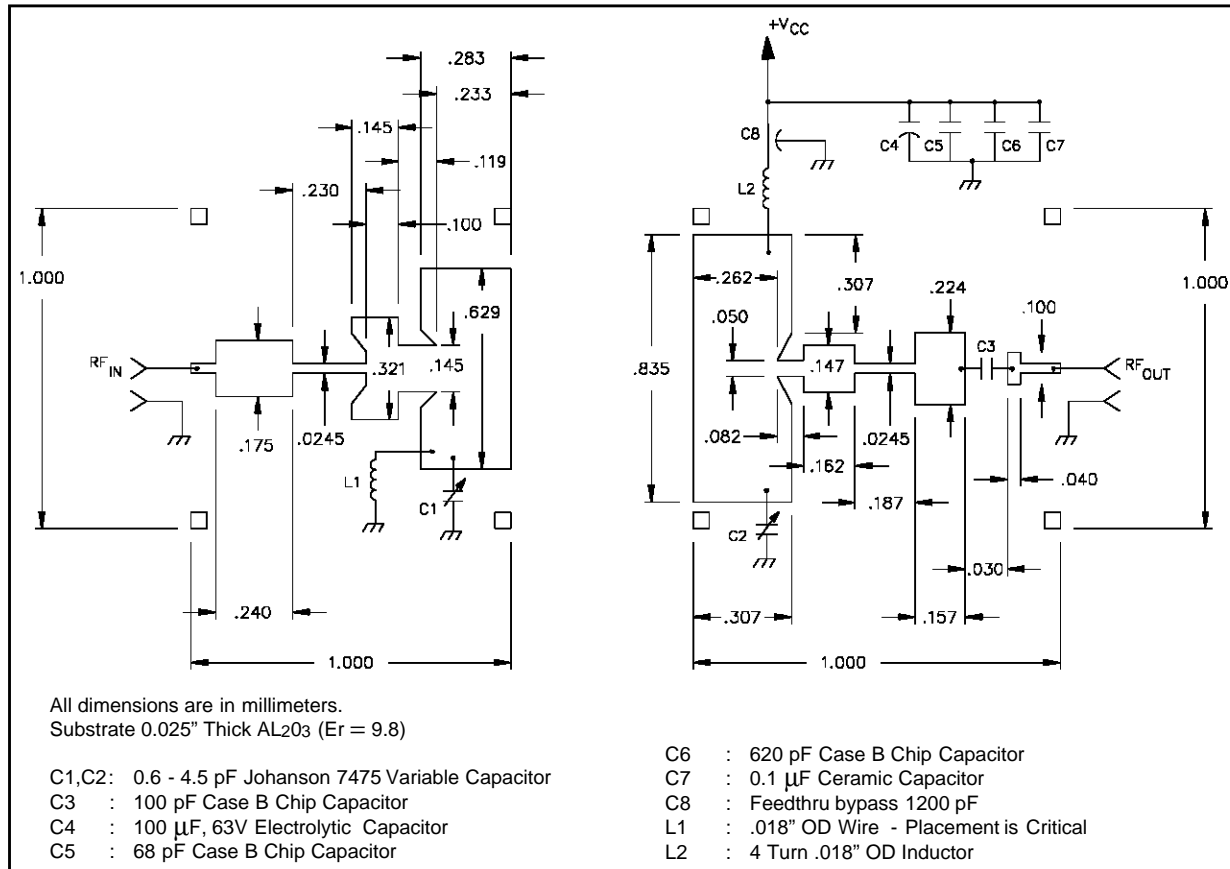 +VCC
.283
.233
.145
.119
.230
.100
1.000
.629
RFIN
.321
.145
.175
.0245
L1
C1
.240
1.000
C8
C4
C5
C6
C7
L2
1.000
.262
.307
.224
.050
.100
C3
.835
.147
RFOUT
.082
.0245
.162
.040
.187
C2
.030
.307
.157
1.000
All dimensions are in millimeters.
Substrate 0.025" Thick AL2O3 (Er = 9.8)
C1,C2: 0.6 - 4.5 pF Johanson 7475 Variable Capacitor
C3 : 100 pF Case B Chip Capacitor
C4 : 100 µF, 63V Electrolytic Capacitor
C5 : 68 pF Case B Chip Capacitor
C6 : 620 pF Case B Chip Capacitor
C7 : 0.1 µF Ceramic Capacitor
C8 : Feedthru bypass 1200 pF
L1 : .018" OD Wire - Placement is Critical
L2 : 4 Turn .018" OD Inductor